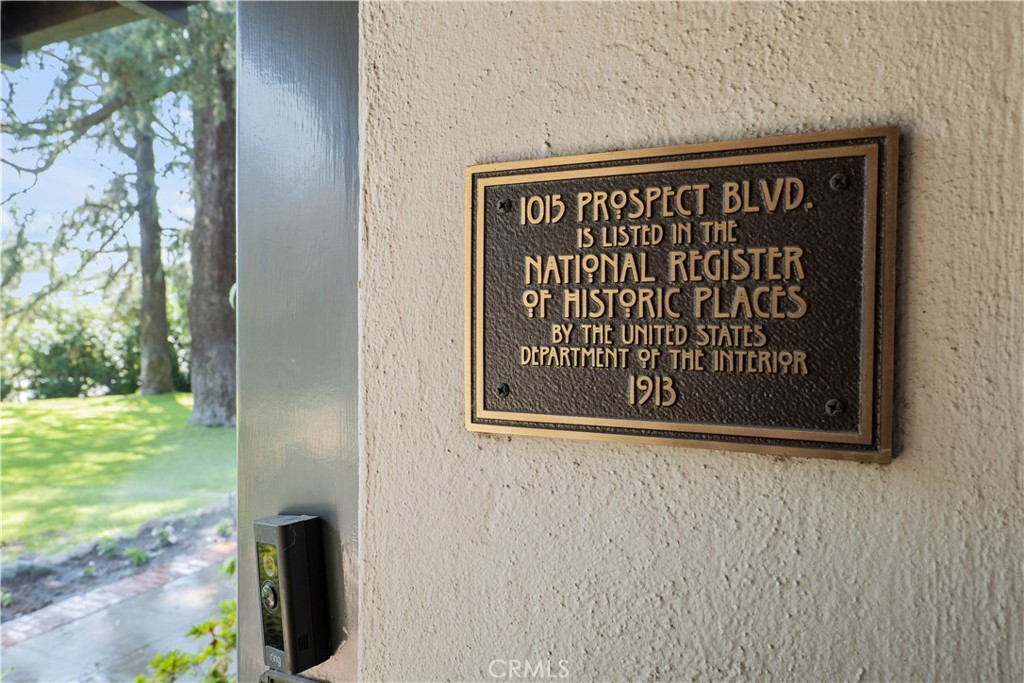 1015 PROSPECT BLVD.
IS LISTED IN THE
NATIONAL REGISTER
OF HISTORIC PLACES
BY THE UNITED STATES
DEPARTMENT OF THE INTERIOR
1913
ring
CRMLS